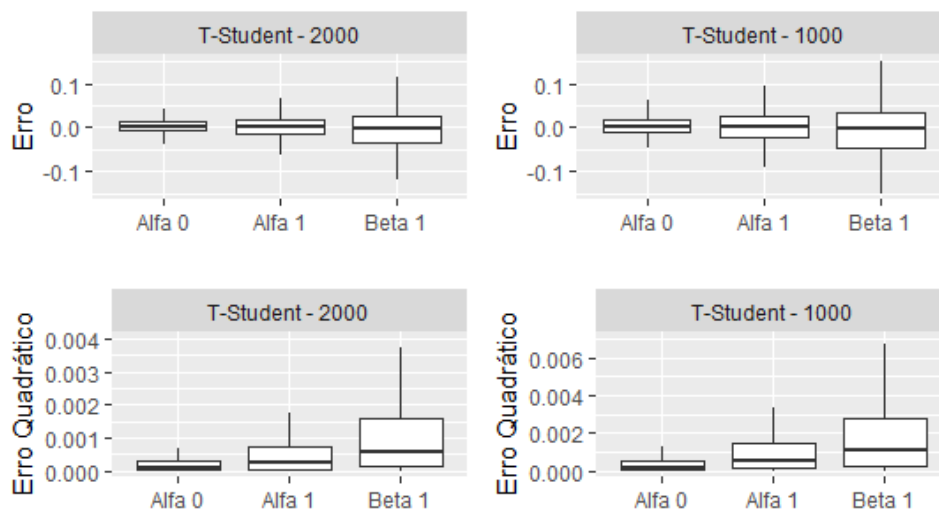 T-Student - 2000
Erro
0.1
0.0
-0.1
Alfa 0 Alfa 1 Beta 1
T-Student - 1000
Erro
0.1
0.0
-0.1
Alfa 0 Alfa 1 Beta 1
T-Student - 2000
Erro Quadrático
0.004
0.003
0.002
0.001
0.000
Alfa 0 Alfa 1 Beta 1
T-Student - 1000
Erro Quadrático
0.006
0.004
0.002
0.000
Alfa 0 Alfa 1 Beta 1